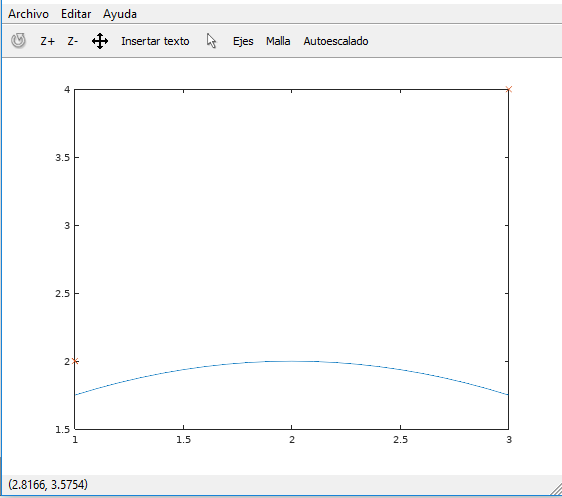 Archivo Editar Ayuda
Z+ Z- Insertar texto Ejes Malla Autoescalado
4
3.5
3
2.5
2
1.5
1 1.5 2 2.5 3
(2.8166, 3.5754)